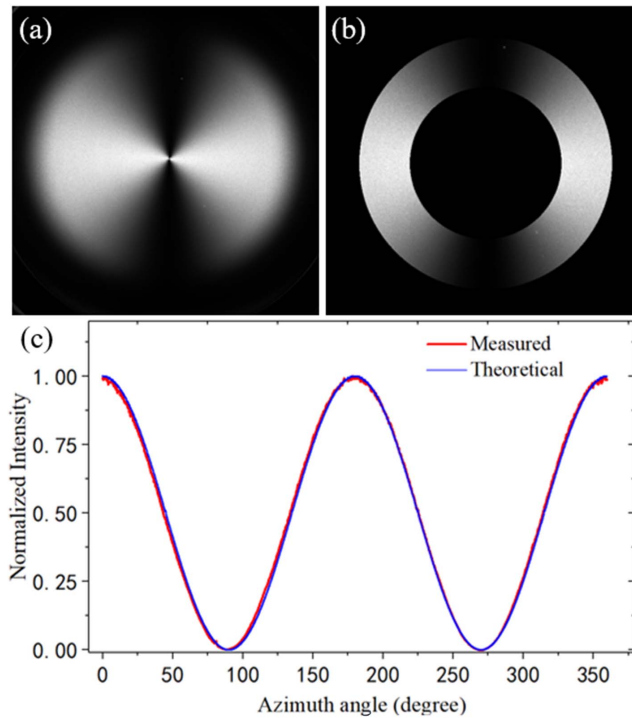 (a)
(b)
(c)
Measured
Theoretical
1. 00
0. 75
0. 50
0. 25
0. 00
Normalized Intensity
0
50
100
150
200
250
300
350
Azimuth angle (degree)